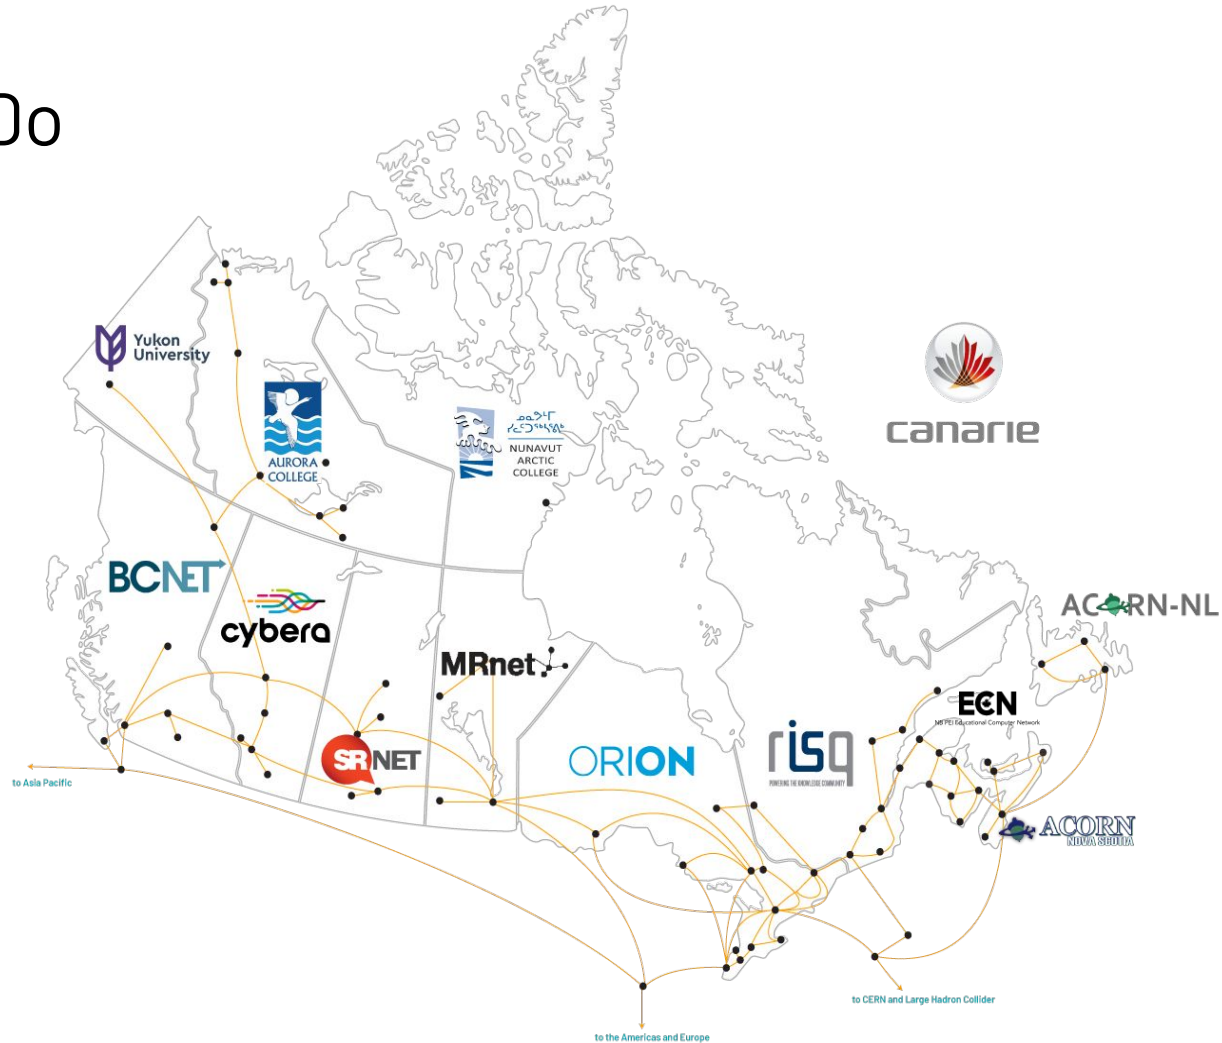 Do
Yukon
University
AURORA
COLLEGE
ᓄᓇᕗᒻᒥ
NUNAVUT
ARCTIC
COLLEGE
canarie
BCNET
cybera
MRnet
ACORN-NL
ECN
NB PEI Educational Computer Network
SRNET
ORION
risq
POWERING THE KNOWLEDGE COMMUNITY
to Asia Pacific
ACORN
NOVA SCOTIA
to CERN and Large Hadron Collider
to the Americas and Europe